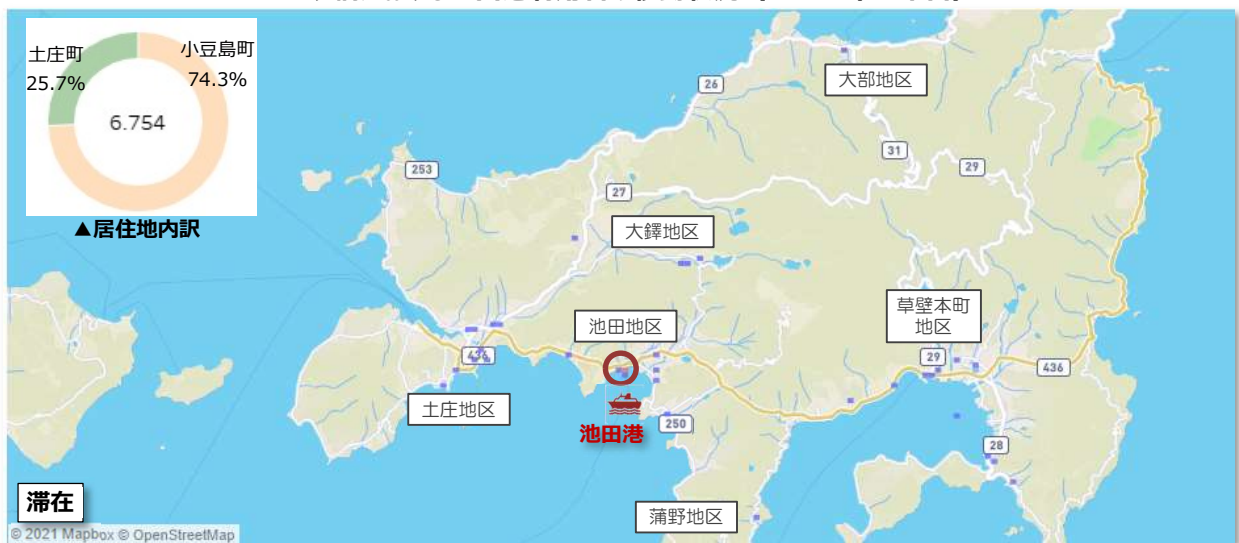 土庄町
25.7%
小豆島町
74.3%
6.754
▲居住地内訳
大部地区
26
31
29
253
27
大鐸地区
草壁本町
地区
池田地区
436
29
436
土庄地区
池田港
250
28
蒲野地区
滞在
© 2021 Mapbox © OpenStreetMap